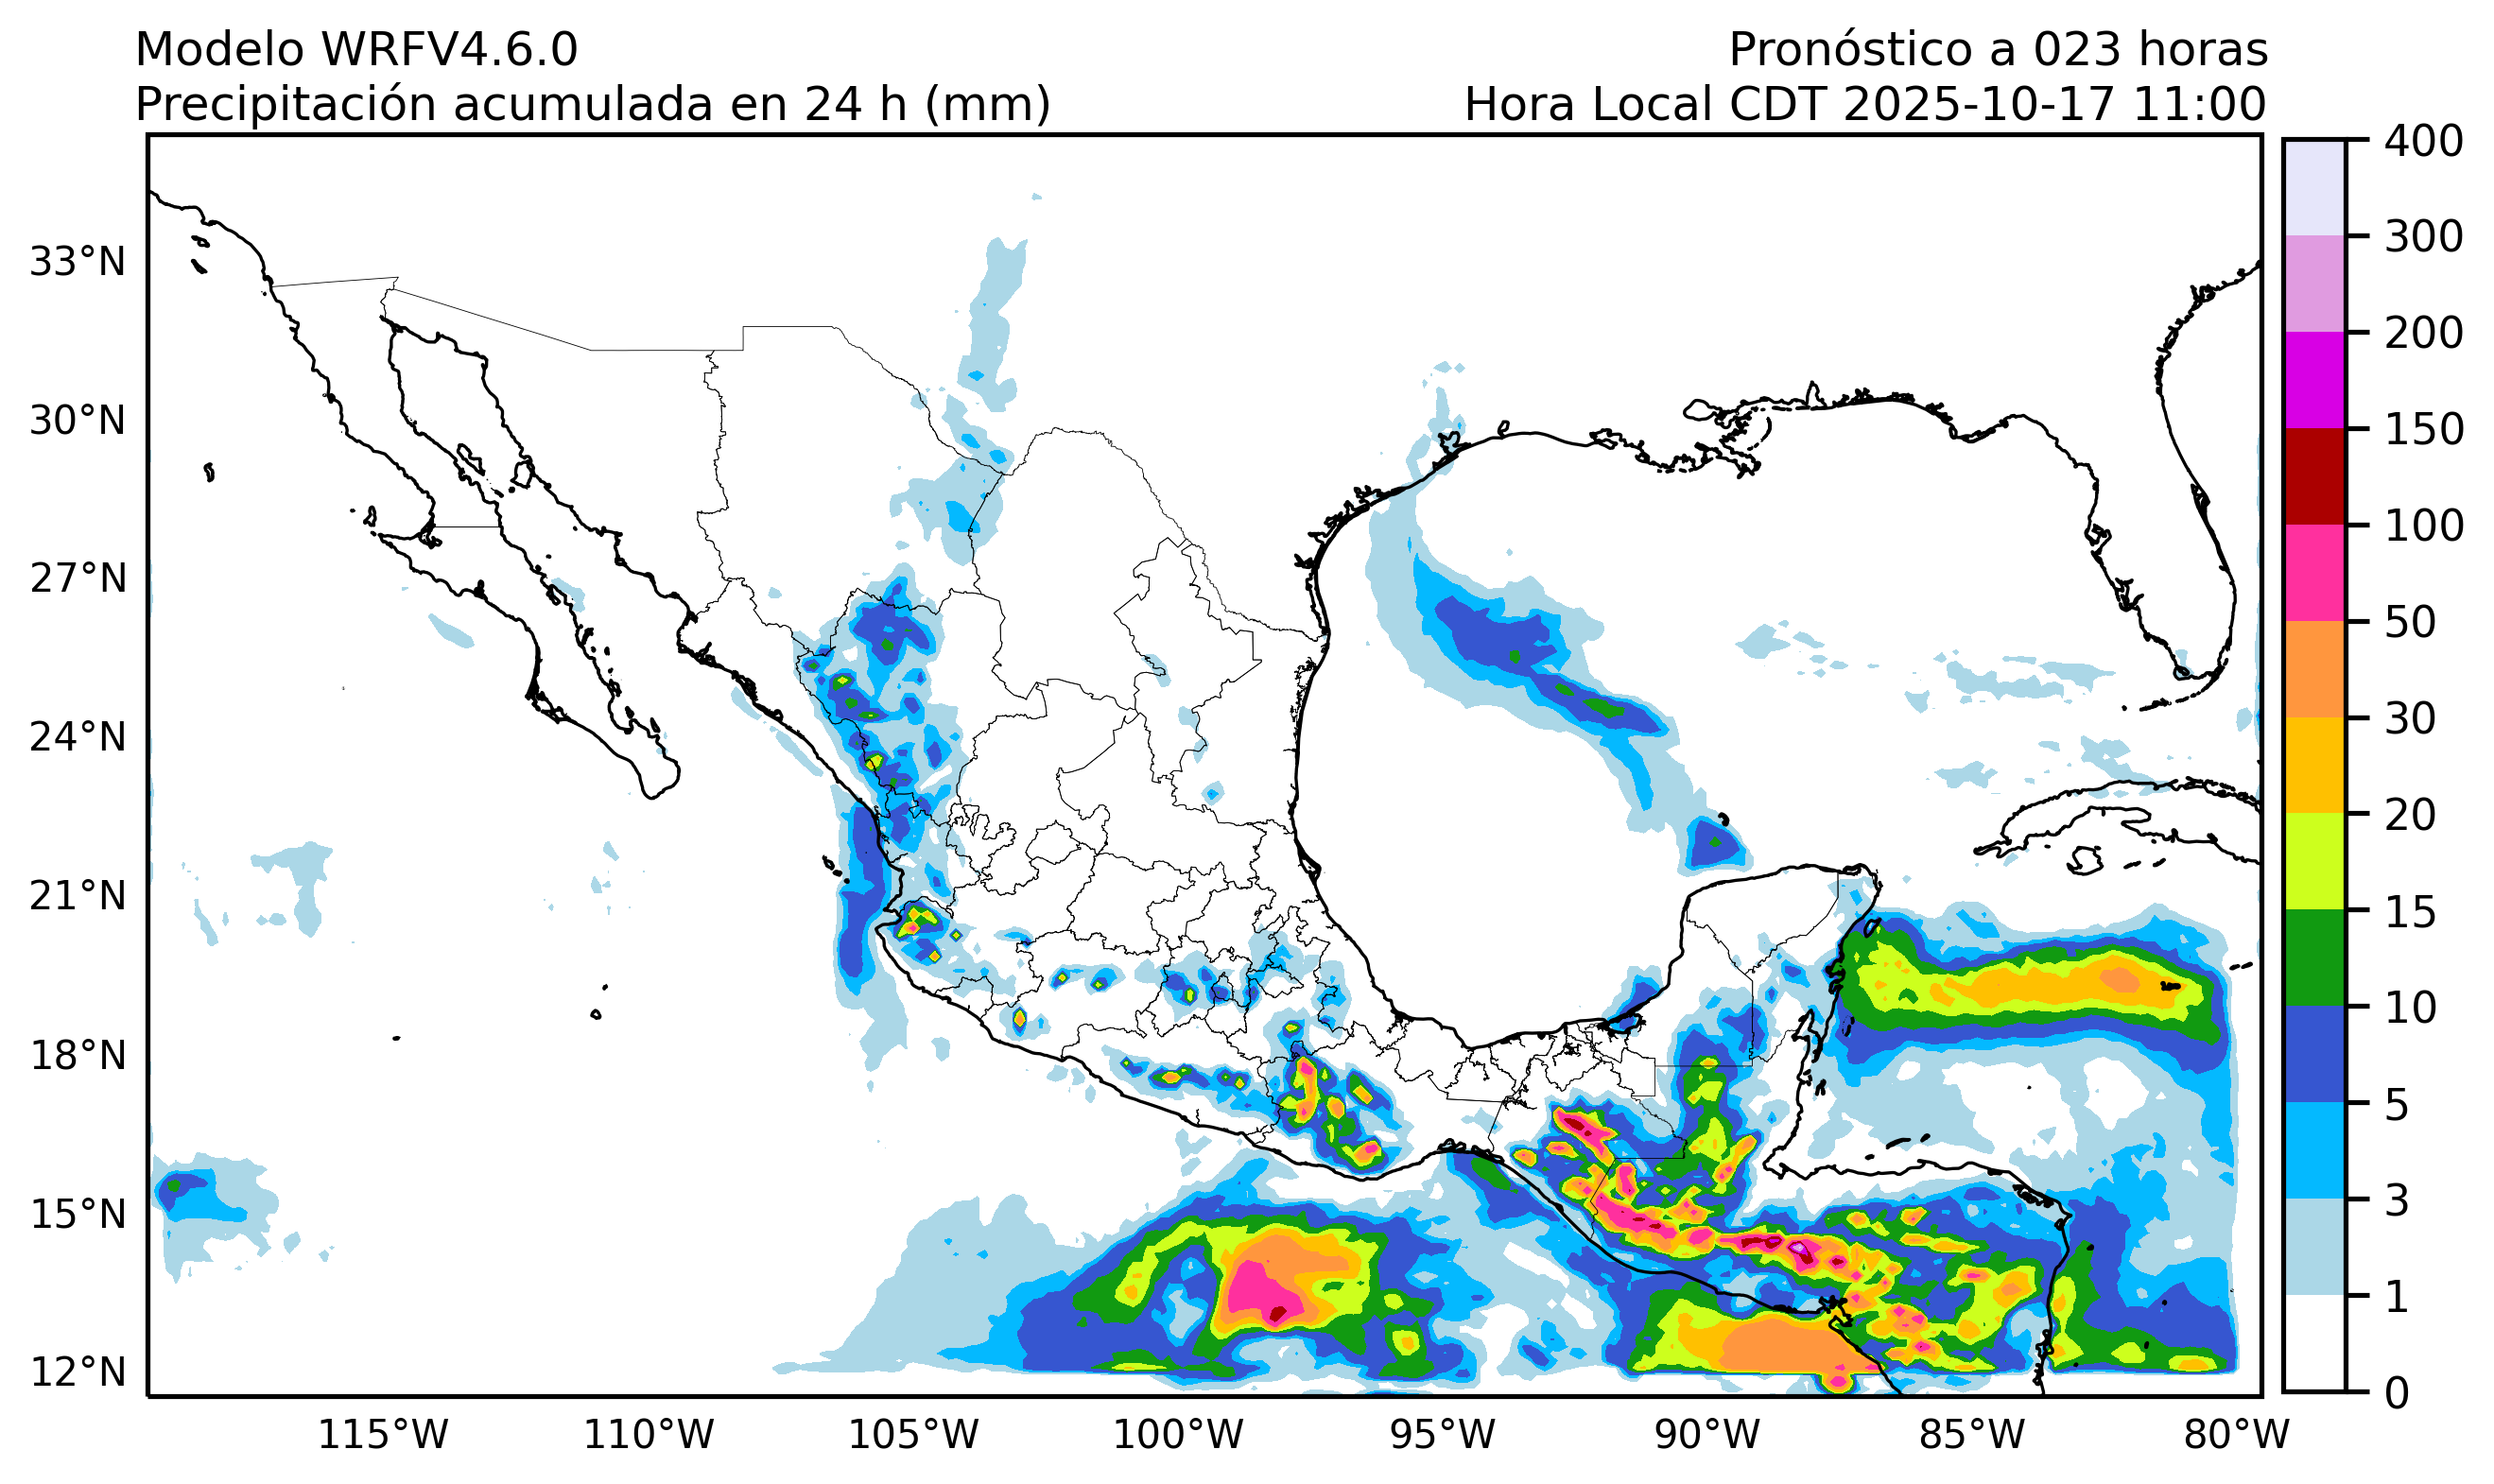 Modelo WRFV4.6.0
Pronóstico a 023 horas
Precipitación acumulada en 24 h (mm)
Hora Local CDT 2025-10-17 11:00
400
300
200
150
100
50
30
20
15
10
5
3
1
0
33°N
30°N
27°N
24°N
21°N
18°N
15°N
12°N
115°W
110°W
105°W
100°W
95°W
90°W
85°W
80°W